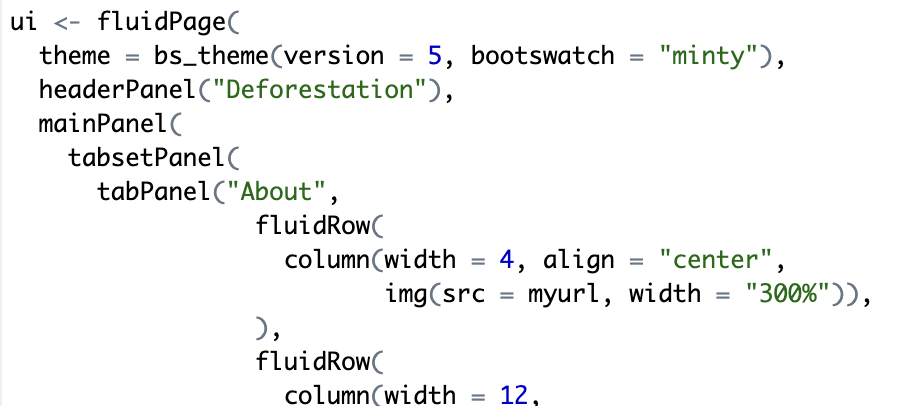 ui <- fluidPage(
  theme = bs_theme(version = 5, bootswatch = "minty"),
  headerPanel("Deforestation"),
  mainPanel(
    tabsetPanel(
      tabPanel("About",
                 fluidRow(
                   column(width = 4, align = "center",
                            img(src = myurl, width = "300%")),
                 ),
                 fluidRow(
                   column(width = 12,